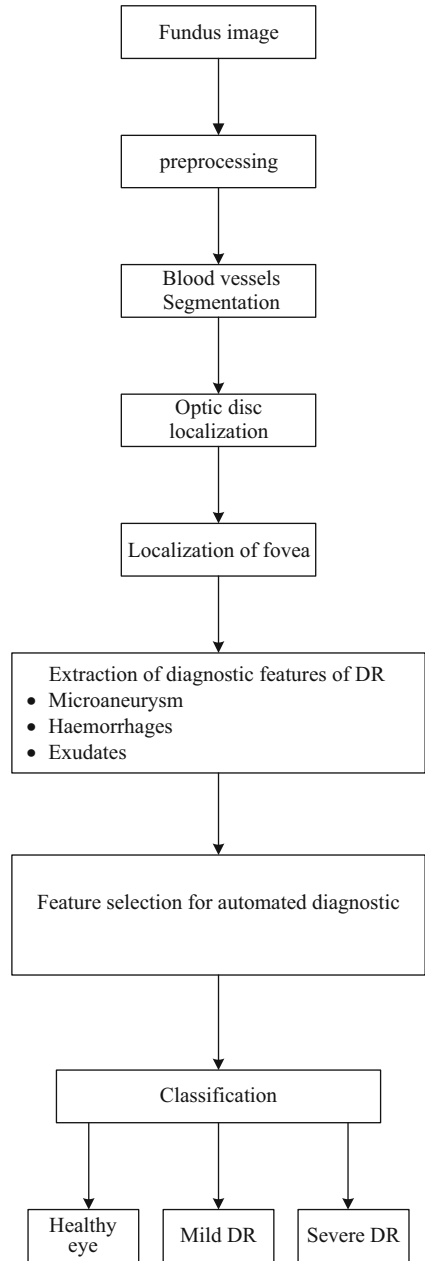 Fundus image
preprocessing
Blood vessels
Segmentation
Optic disc
localization
Localization of fovea
Extraction of diagnostic features of DR
• Microaneurysm
• Haemorrhages
• Exudates
Feature selection for automated diagnostic
Classification
Healthy
eye
Mild DR
Severe DR